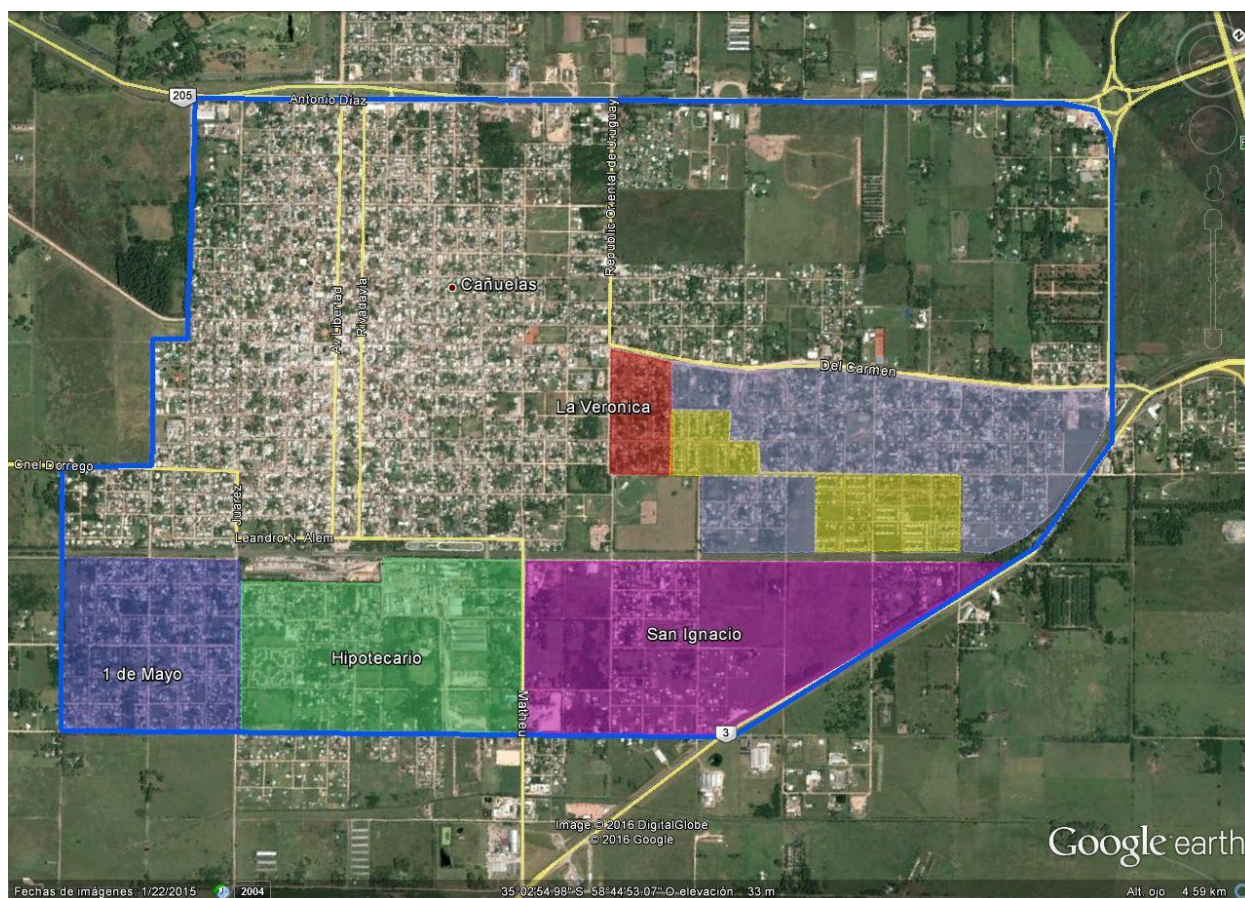 205
Antonio Díaz
Republic Oriental de Uruguay
Av Libertad
Rivadavia
Cañuelas
Del Carmen
La Veronica
Cnel Dorrego
Juarez
Leandro N. Alem
San Ignacio
Hipotecario
1 de Mayo
Matheu
3
Image © 2016 DigitalGlobe
© 2016 Google
Google earth
Fechas de imágenes: 1/22/2015
2004
35°02'54.98" S 58°44'53.07" O elevación 33 m
Alt. ojo 4.59 km